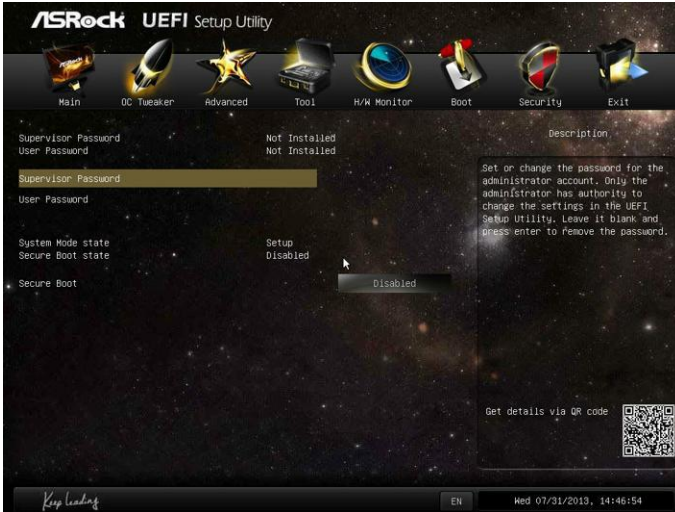 ASRock UEFI Setup Utility
Main OC Tweaker Advanced Tool H/W Monitor Boot Security Exit
Supervisor Password Not Installed
User Password Not Installed
Supervisor Password
User Password
System Mode state Setup
Secure Boot state Disabled
Secure Boot Disabled
Description
Set or change the password for the
administrator account. Only the
administrator has authority to
change the settings in the UEFI
Setup Utility. Leave it blank and
press enter to remove the password.
Get details via QR code
Keep Leading
EN Wed 07/31/2013, 14:46:54